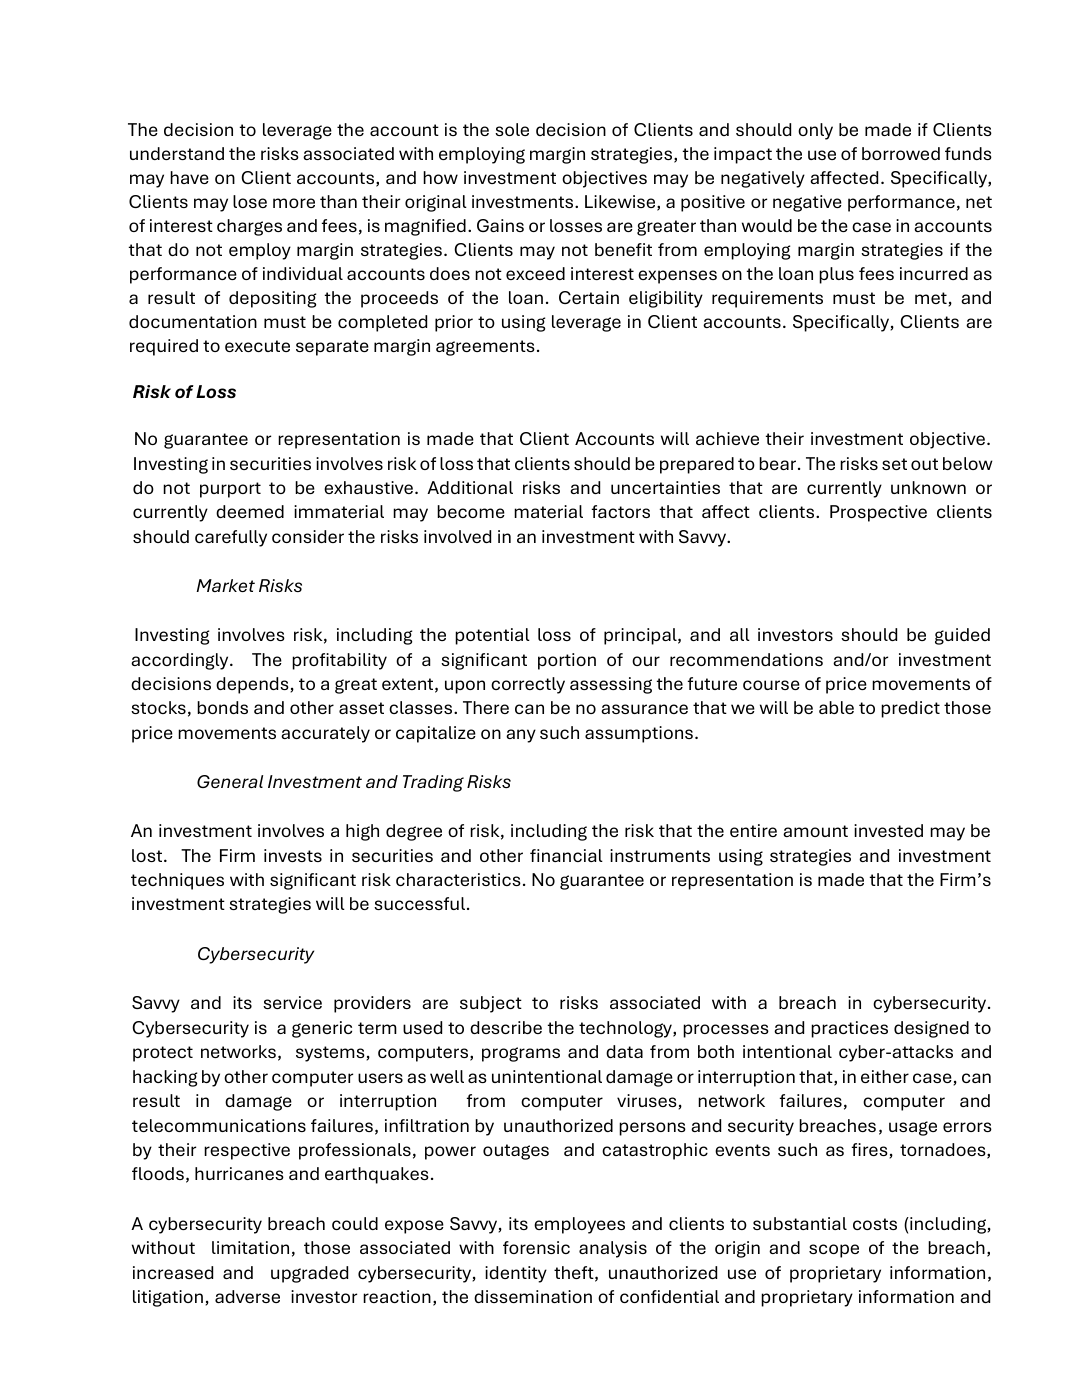 The decision to leverage the account is the sole decision of Clients and should only be made if Clients
understand the risks associated with employing margin strategies, the impact the use of borrowed funds
may have on Client accounts, and how investment objectives may be negatively affected. Specifically,
Clients may lose more than their original investments. Likewise, a positive or negative performance, net
of interest charges and fees, is magnified. Gains or losses are greater than would be the case in accounts
that do not employ margin strategies. Clients may not benefit from employing margin strategies if the
performance of individual accounts does not exceed interest expenses on the loan plus fees incurred as
a result of depositing the proceeds of the loan. Certain eligibility requirements must be met, and
documentation must be completed prior to using leverage in Client accounts. Specifically, Clients are
required to execute separate margin agreements.
Risk of Loss
No guarantee or representation is made that Client Accounts will achieve their investment objective.
Investing in securities involves risk of loss that clients should be prepared to bear. The risks set out below
do not purport to be exhaustive. Additional risks and uncertainties that are currently unknown or
currently deemed immaterial may become material factors that affect clients. Prospective clients
should carefully consider the risks involved in an investment with Savvy.
Market Risks
Investing involves risk, including the potential loss of principal, and all investors should be guided
accordingly. The profitability of a significant portion of our recommendations and/or investment
decisions depends, to a great extent, upon correctly assessing the future course of price movements of
stocks, bonds and other asset classes. There can be no assurance that we will be able to predict those
price movements accurately or capitalize on any such assumptions.
General Investment and Trading Risks
An investment involves a high degree of risk, including the risk that the entire amount invested may be
lost. The Firm invests in securities and other financial instruments using strategies and investment
techniques with significant risk characteristics. No guarantee or representation is made that the Firm’s
investment strategies will be successful.
Cybersecurity
Savvy and its service providers are subject to risks associated with a breach in cybersecurity.
Cybersecurity is a generic term used to describe the technology, processes and practices designed to
protect networks, systems, computers, programs and data from both intentional cyber-attacks and
hacking by other computer users as well as unintentional damage or interruption that, in either case, can
result in damage or interruption from computer viruses, network failures, computer and
telecommunications failures, infiltration by unauthorized persons and security breaches, usage errors
by their respective professionals, power outages and catastrophic events such as fires, tornadoes,
floods, hurricanes and earthquakes.
A cybersecurity breach could expose Savvy, its employees and clients to substantial costs (including,
without limitation, those associated with forensic analysis of the origin and scope of the breach,
increased and upgraded cybersecurity, identity theft, unauthorized use of proprietary information,
litigation, adverse investor reaction, the dissemination of confidential and proprietary information and